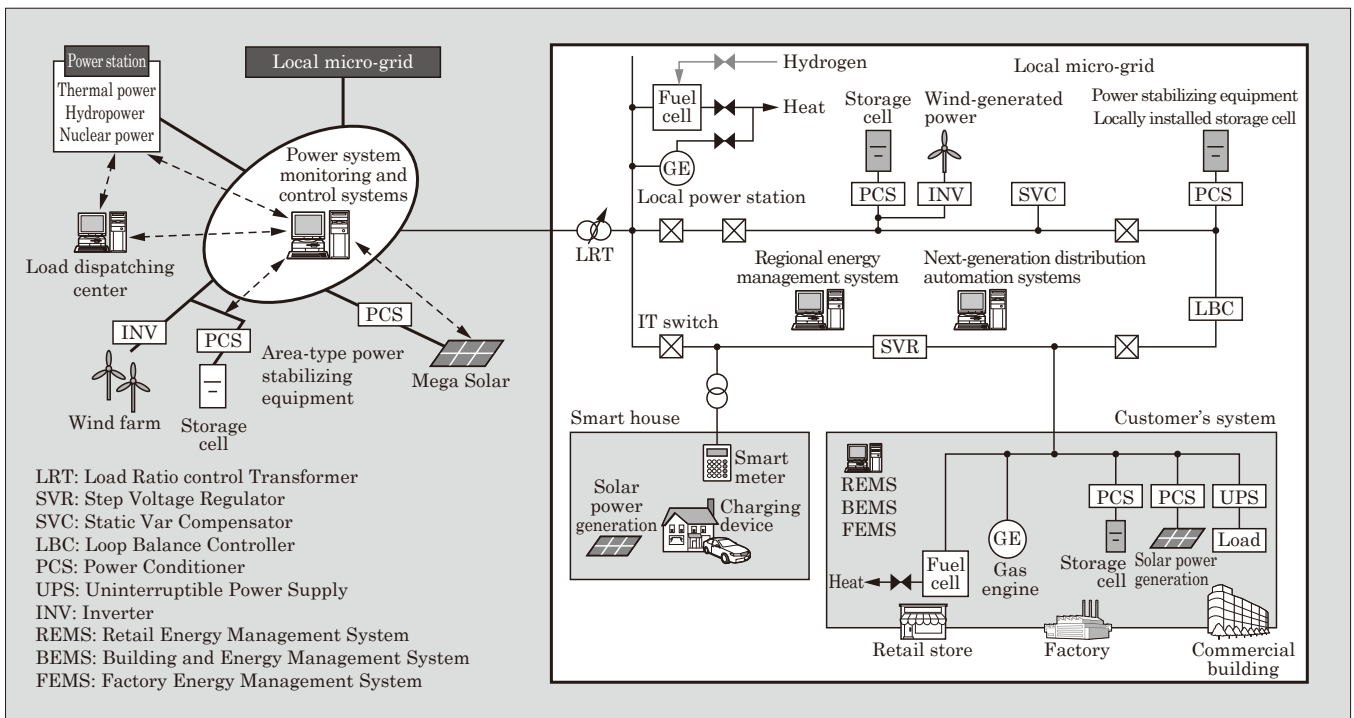 Power station
Thermal power
Hydropower
Nuclear power
Local micro-grid
Power system
monitoring and
control systems
Load dispatching
center
INV
PCS
PCS
Wind farm
Storage
cell
Area-type power
stabilizing
equipment
Mega Solar
LRT: Load Ratio control Transformer
SVR: Step Voltage Regulator
SVC: Static Var Compensator
LBC: Loop Balance Controller
PCS: Power Conditioner
UPS: Uninterruptible Power Supply
INV: Inverter
REMS: Retail Energy Management System
BEMS: Building and Energy Management System
FEMS: Factory Energy Management System
Local micro-grid
Hydrogen
Fuel
cell
Heat
GE
Local power station
Storage
cell
PCS
Wind-generated
power
INV
SVC
Power stabilizing equipment
Locally installed storage cell
PCS
LRT
Regional energy
management system
Next-generation distribution
automation systems
LBC
IT switch
SVR
Smart house
Smart
meter
Solar
power
generation
Charging
device
Customer's system
REMS
BEMS
FEMS
Heat
Fuel
cell
GE
Gas
engine
PCS
Storage
cell
PCS
Solar power
generation
UPS
Load
Retail store
Factory
Commercial
building